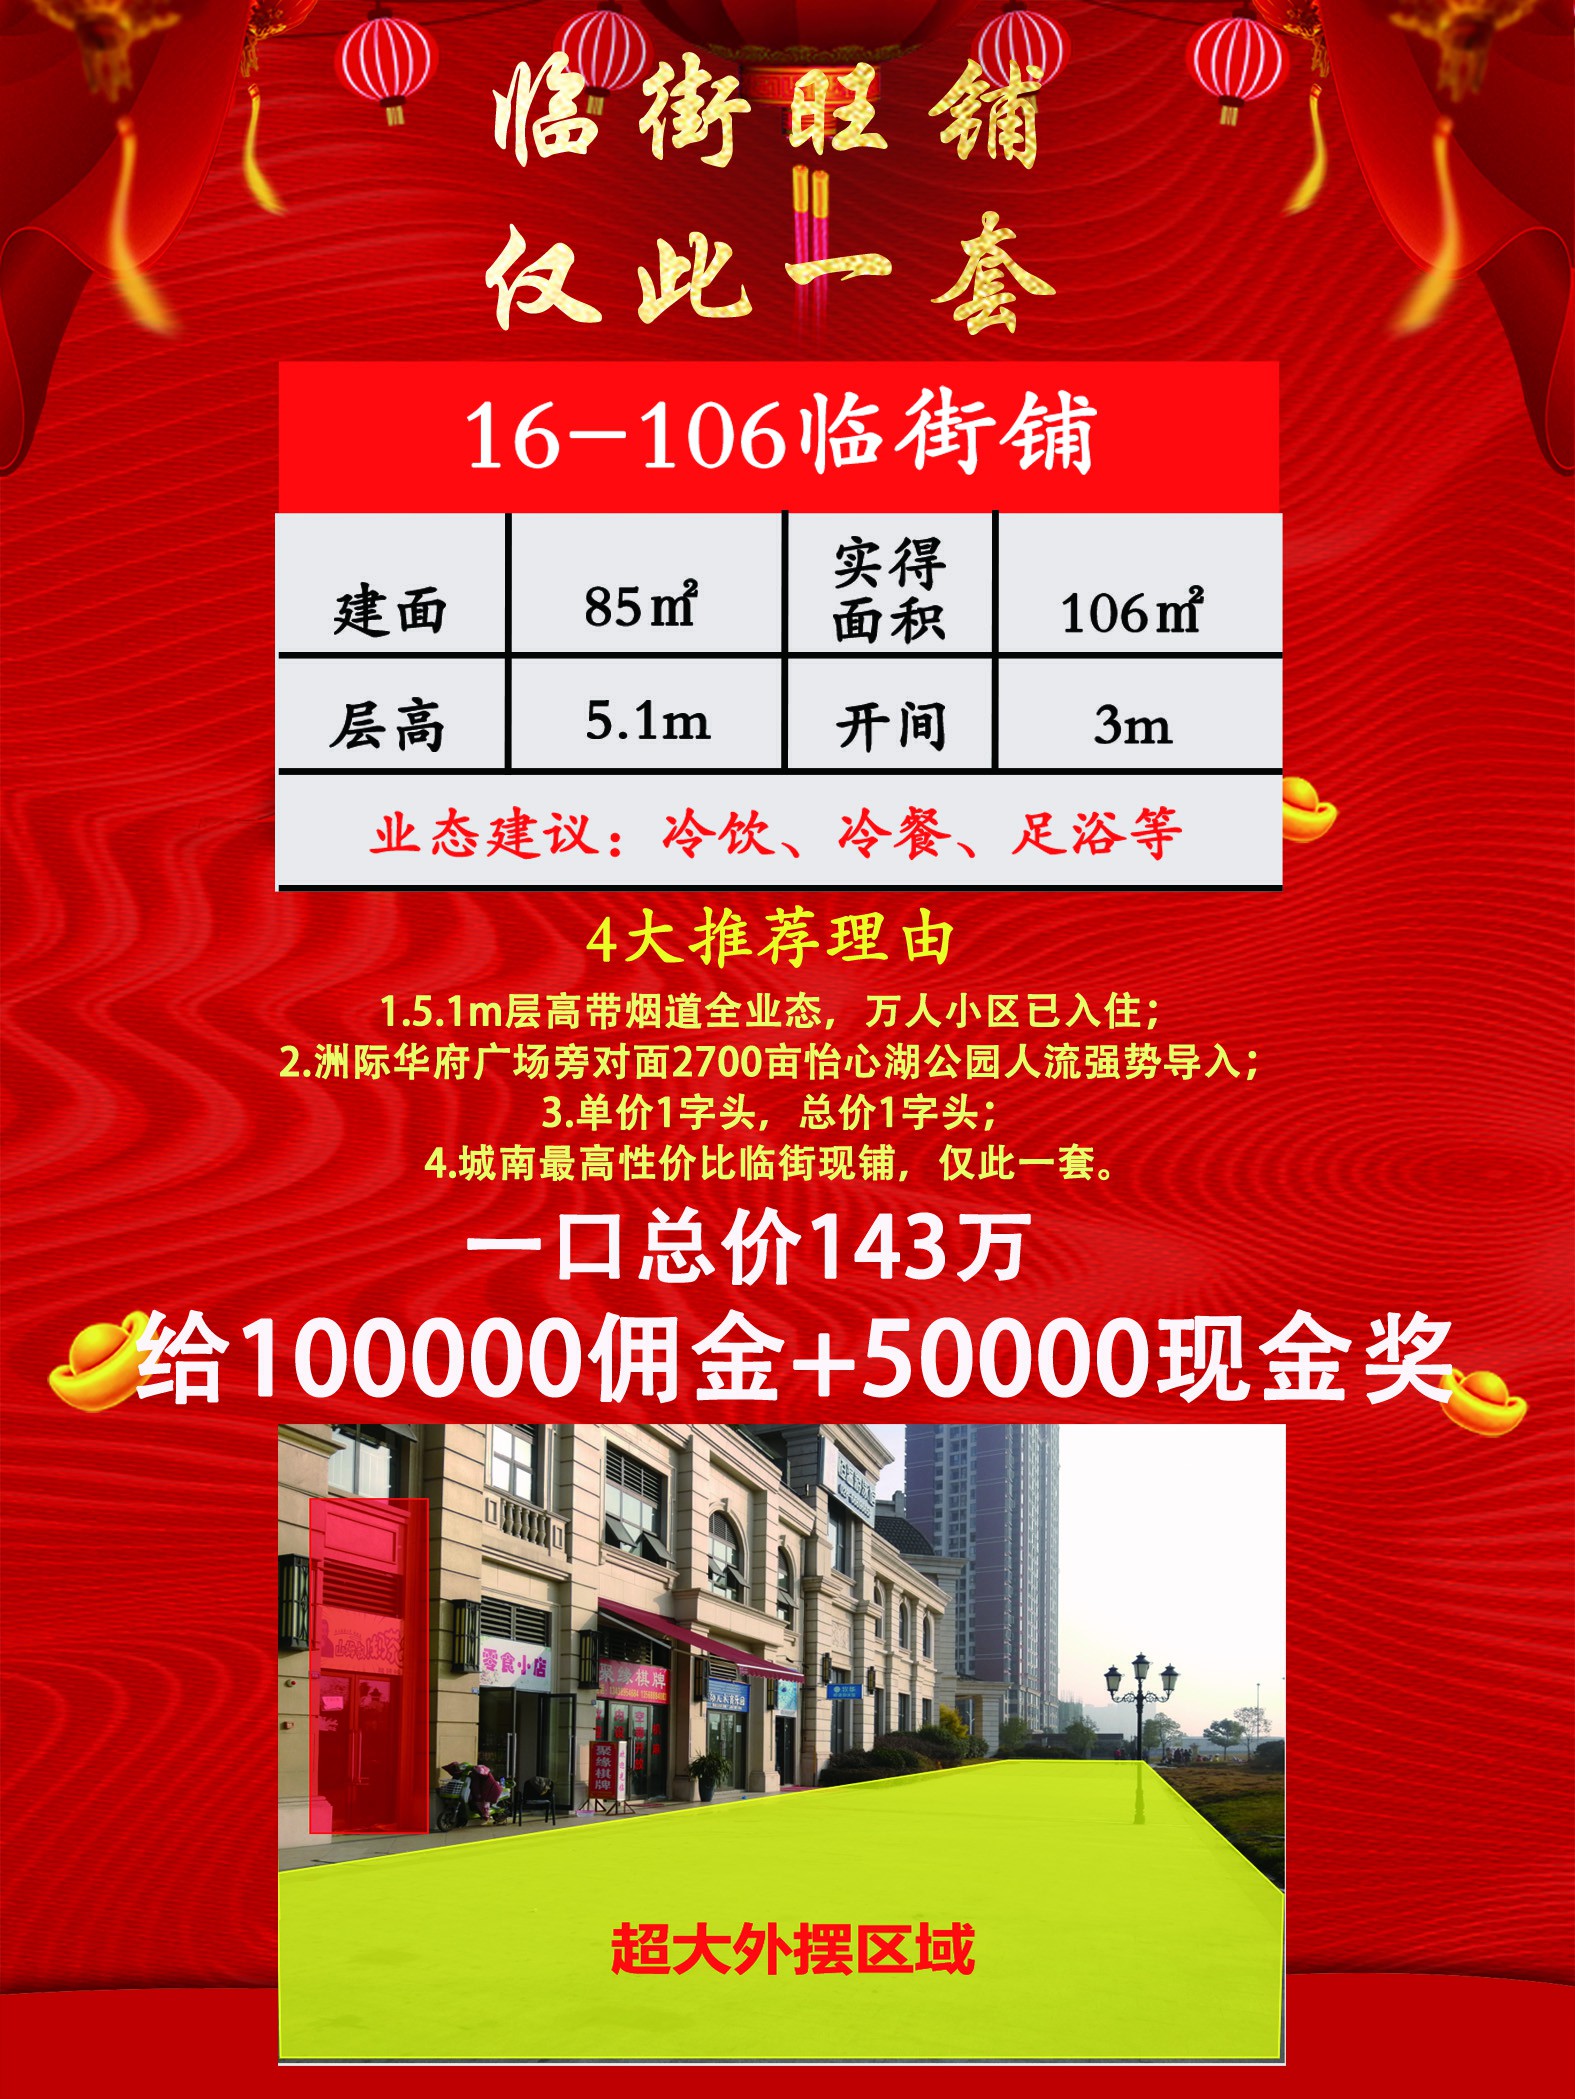 临街旺铺
仅此一套
16-106临街铺
建面 85㎡ 实得面积 106㎡
层高 5.1m 开间 3m
业态建议：冷饮、冷餐、足浴等
4大推荐理由
1.5.1m层高带烟道全业态，万人小区已入住；
2.洲际华府广场旁对面2700亩怡心湖公园人流强势导入；
3.单价1字头，总价1字头；
4.城南最高性价比临街现铺，仅此一套。
一口总价143万
给100000佣金+50000现金奖
零食小店
聚缘棋牌
聚缘棋牌
超大外摆区域